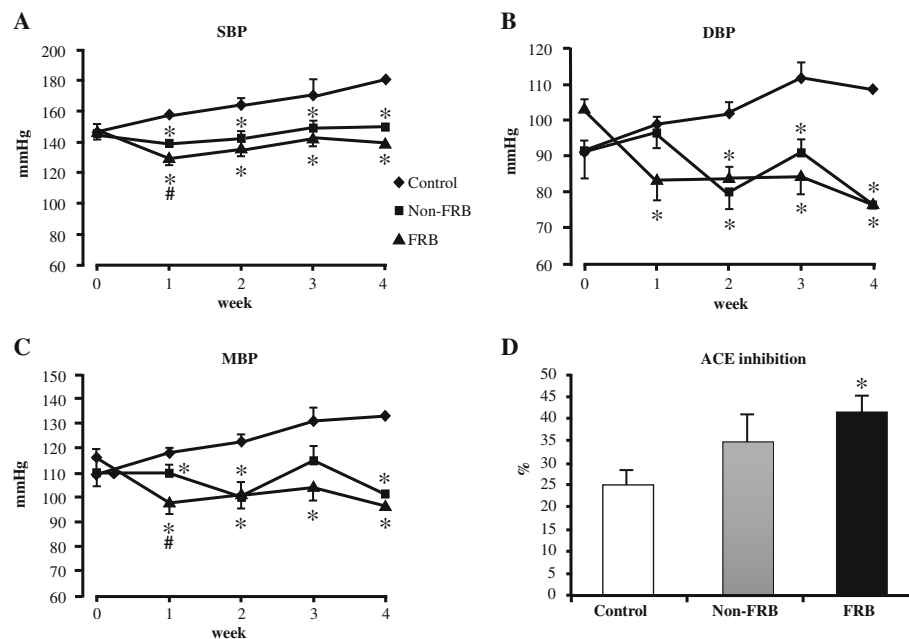 A
SBP
200
180
160
140
120
100
80
60
mmHg
* * * *
* * * *
#
0 1 2 3 4
week
Control
Non-FRB
FRB
B
DBP
120
110
100
90
80
70
60
mmHg
* * *
* * * *
0 1 2 3 4
week
C
MBP
150
140
130
120
110
100
90
80
70
60
mmHg
* * *
* * * *
#
0 1 2 3 4
week
D
ACE inhibition
50
45
40
35
30
25
20
15
10
5
0
%
*
Control Non-FRB FRB